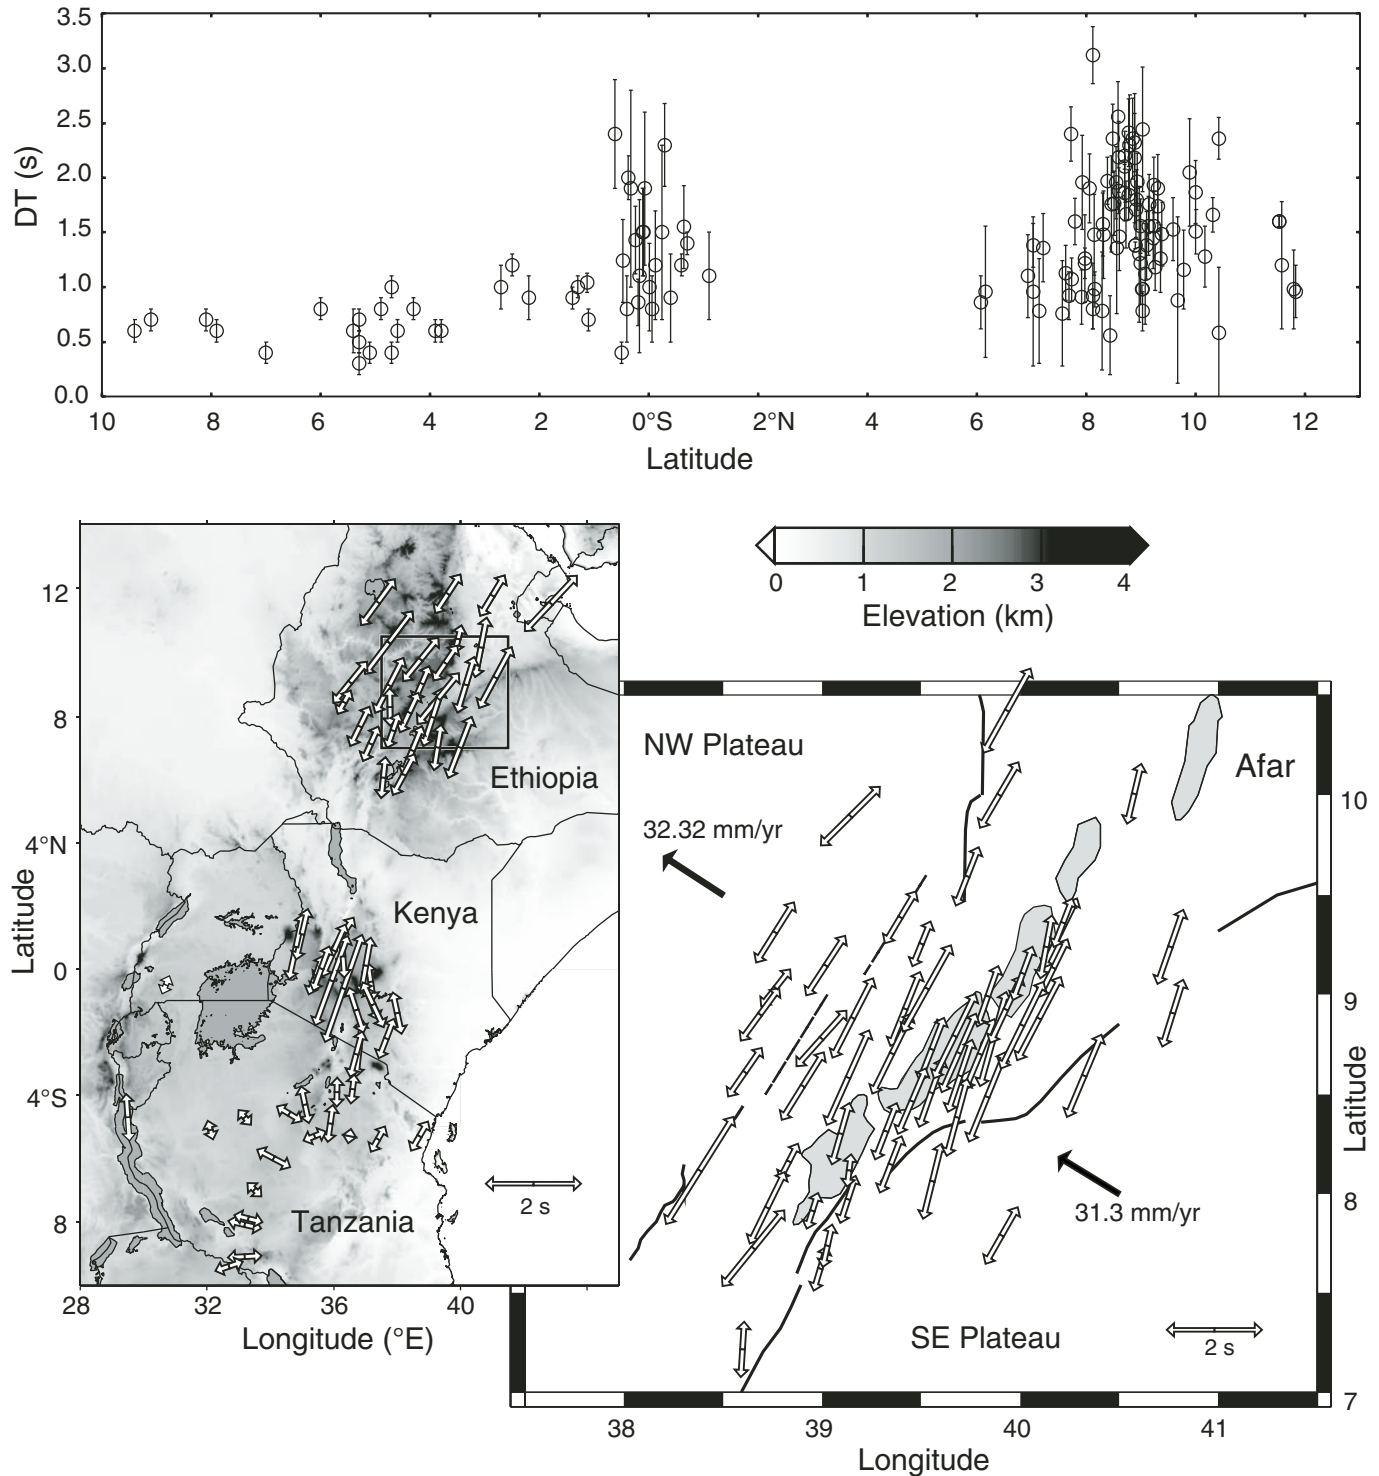 3.5
3.0
2.5
2.0
1.5
1.0
0.5
0.0
DT (s)
10 8 6 4 2 0°S 2°N 4 6 8 10 12
Latitude
0 1 2 3 4
Elevation (km)
12
8
4°N
0
4°S
8
Latitude
Ethiopia
Kenya
Tanzania
2 s
28 32 36 40
Longitude (°E)
NW Plateau
Afar
32.32 mm/yr
31.3 mm/yr
SE Plateau
2 s
10
9
8
7
Latitude
38 39 40 41
Longitude